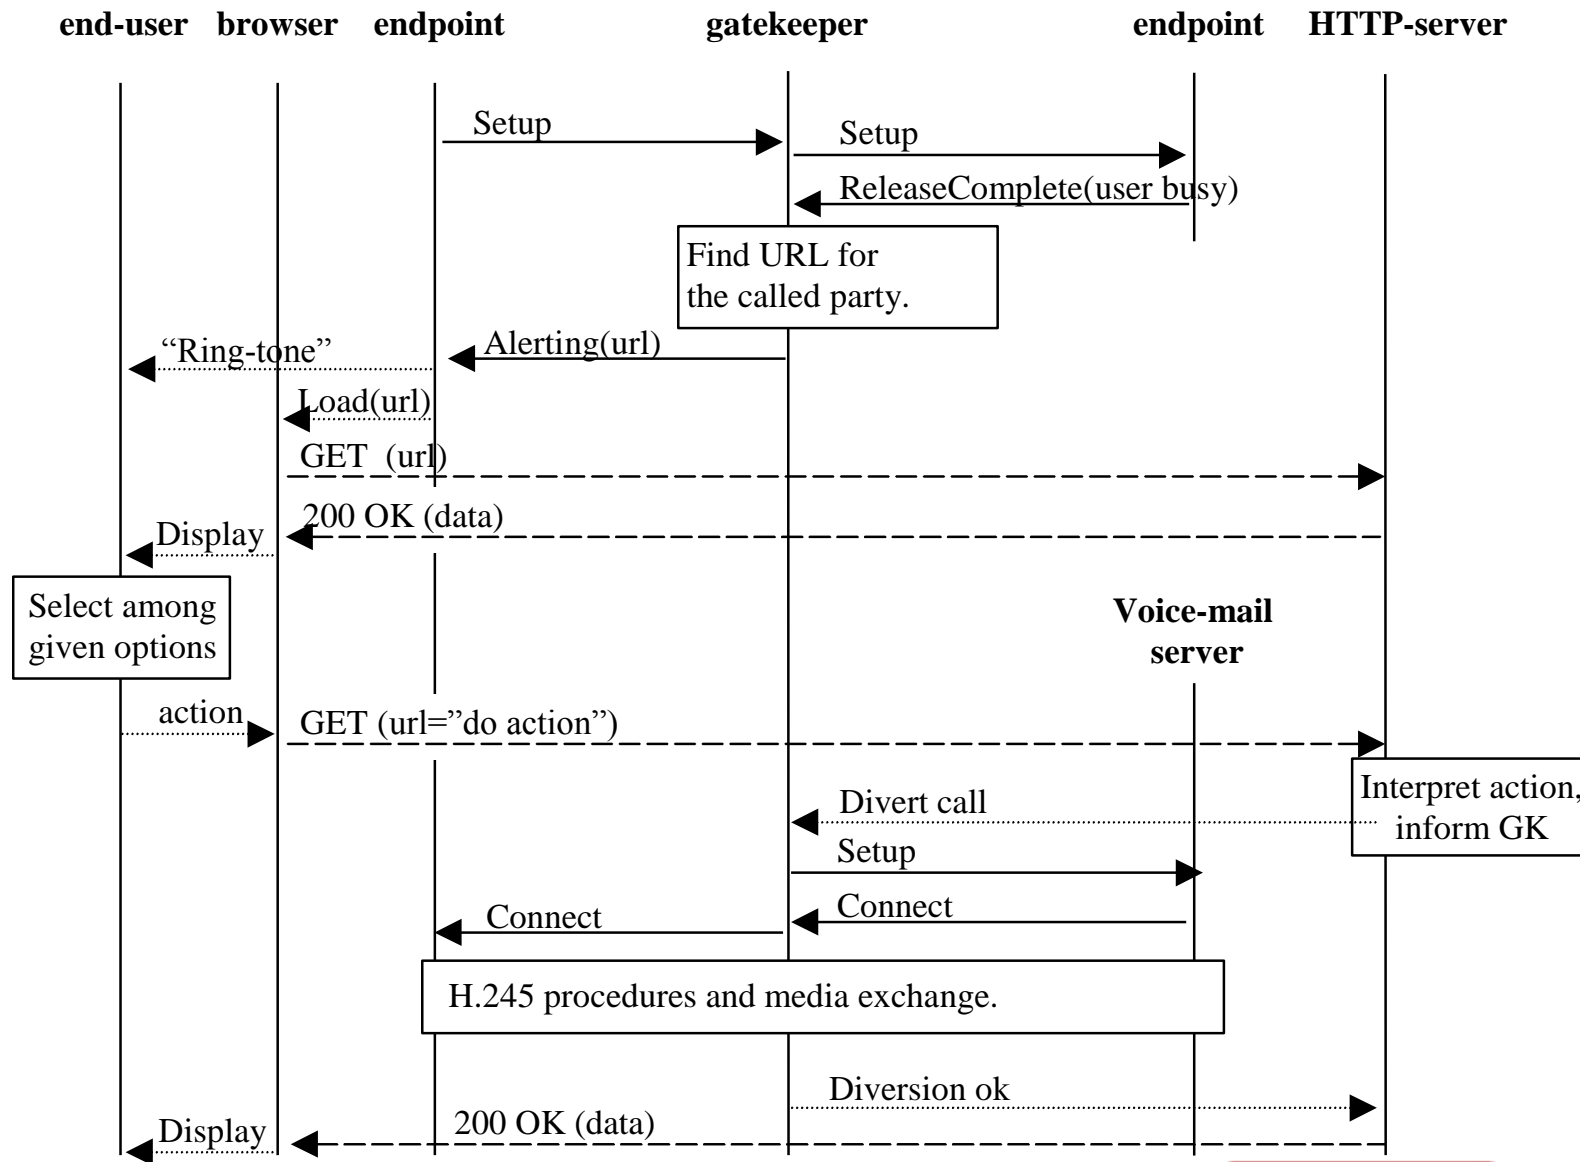 end-user browser endpoint gatekeeper endpoint HTTP-server
Setup
Setup
ReleaseComplete(user busy)
Find URL for
the called party.
Alerting(url)
“Ring-tone”
Load(url)
GET (url)
200 OK (data)
Display
Select among
given options
Voice-mail
server
action
GET (url=”do action”)
Interpret action,
inform GK
Divert call
Setup
Connect
Connect
H.245 procedures and media exchange.
Diversion ok
200 OK (data)
Display